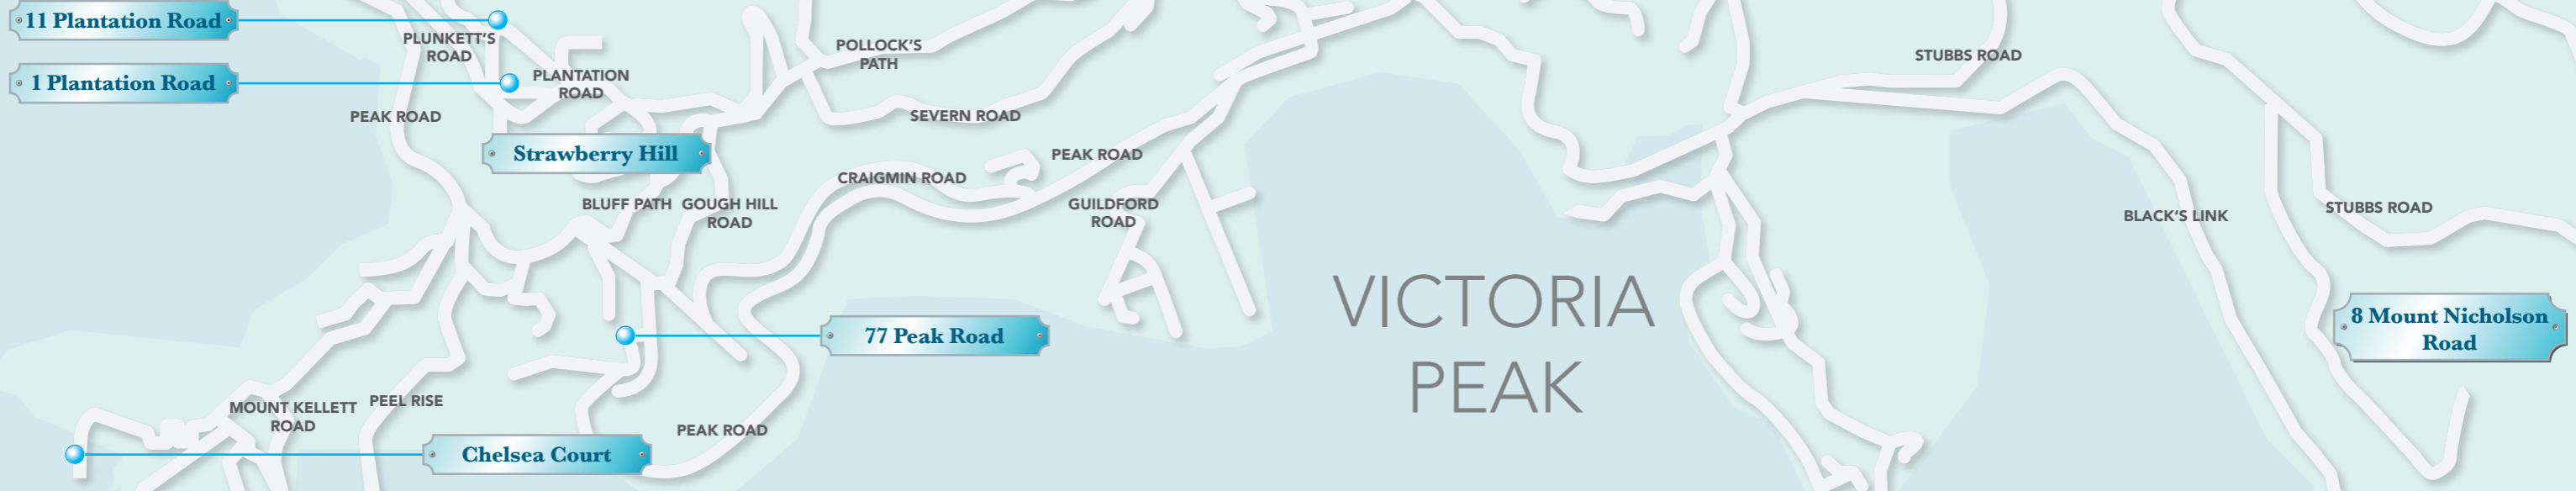 11 Plantation Road
PLUNKETT'S
ROAD
1 Plantation Road
PLANTATION
ROAD
PEAK ROAD
POLLOCK'S
PATH
SEVERN ROAD
STUBBS ROAD
Strawberry Hill
PEAK ROAD
CRAIGMIN ROAD
BLUFF PATH
GOUGH HILL
ROAD
GUILDFORD
ROAD
BLACK'S LINK
STUBBS ROAD
VICTORIA
PEAK
8 Mount Nicholson
Road
77 Peak Road
MOUNT KELLETT
ROAD
PEEL RISE
PEAK ROAD
Chelsea Court